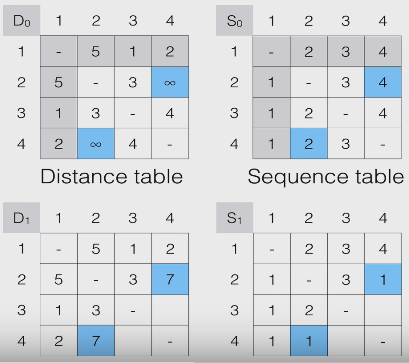 D₀ 1 2 3 4 S₀ 1 2 3 4
1 - 5 1 2 1 - 2 3 4
2 5 - 3 ∞ 2 1 - 3 4
3 1 3 - 4 3 1 2 - 4
4 2 ∞ 4 - 4 1 2 3 -
Distance table Sequence table
D₁ 1 2 3 4 S₁ 1 2 3 4
1 - 5 1 2 1 - 2 3 4
2 5 - 3 7 2 1 - 3 1
3 1 3 - 3 1 2 -
4 2 7 - 4 1 1 -